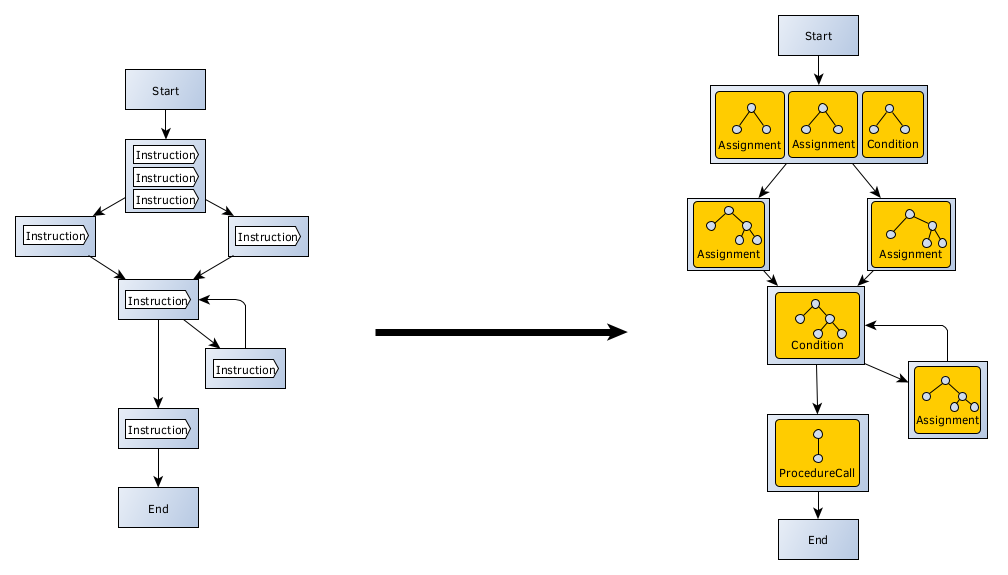 Start
Instruction
Instruction
Instruction
Instruction
Instruction
Instruction
Instruction
Instruction
End
Start
Assignment
Assignment
Condition
Assignment
Assignment
Condition
Assignment
ProcedureCall
End